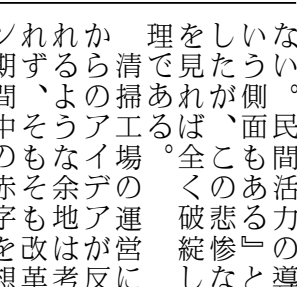 ない。民間活力の導
いう側面もある』と
したが、この悲惨な
を見れば全く破綻し
理である。
清掃工場の運営に
からのアイデアが反
れるような余地は考
れず、そもそも改革
ン期間中の赤字を想